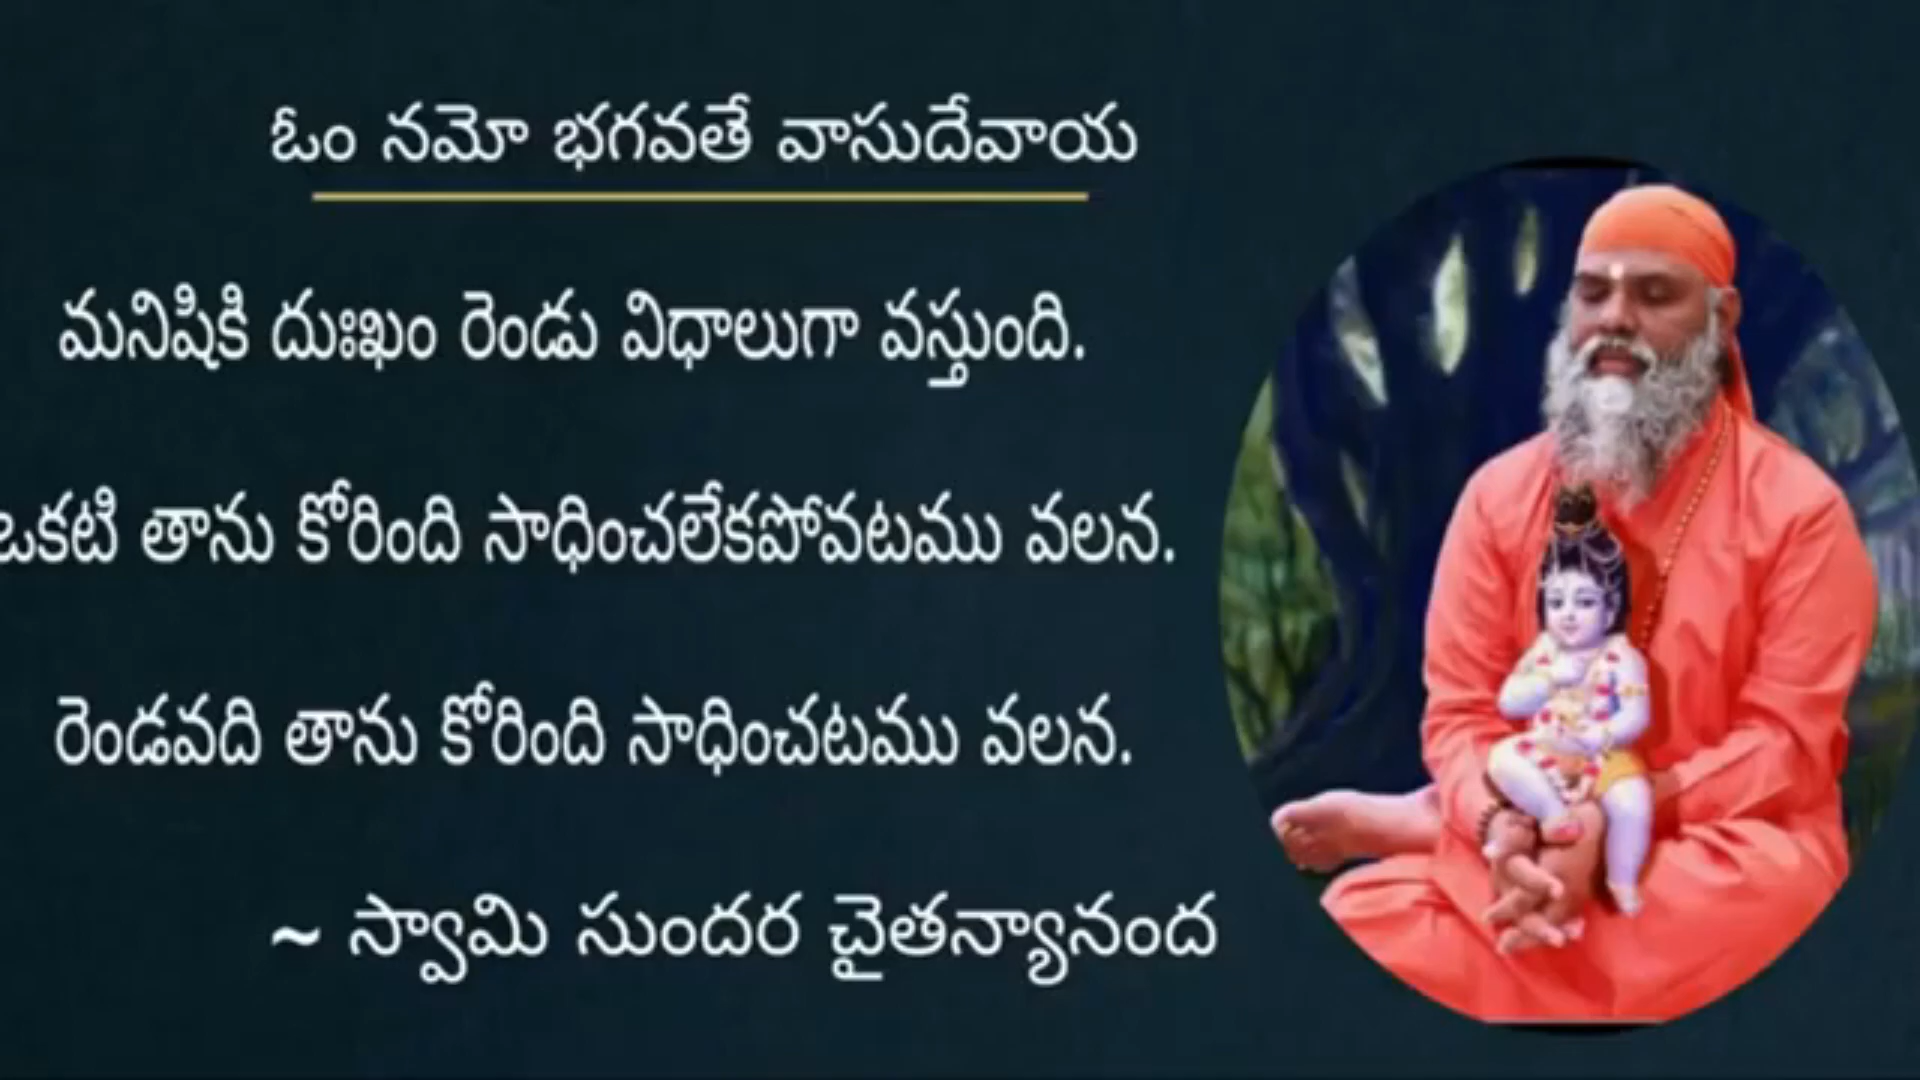 ఓం నమో భగవతే వాసుదేవాయ
మనిషికి దుఃఖం రెండు విధాలుగా వస్తుంది.
ఒకటి తాను కోరింది సాధించలేకపోవటము వలన.
రెండవది తాను కోరింది సాధించటము వలన.
~ స్వామి సుందర చైతన్యానంద